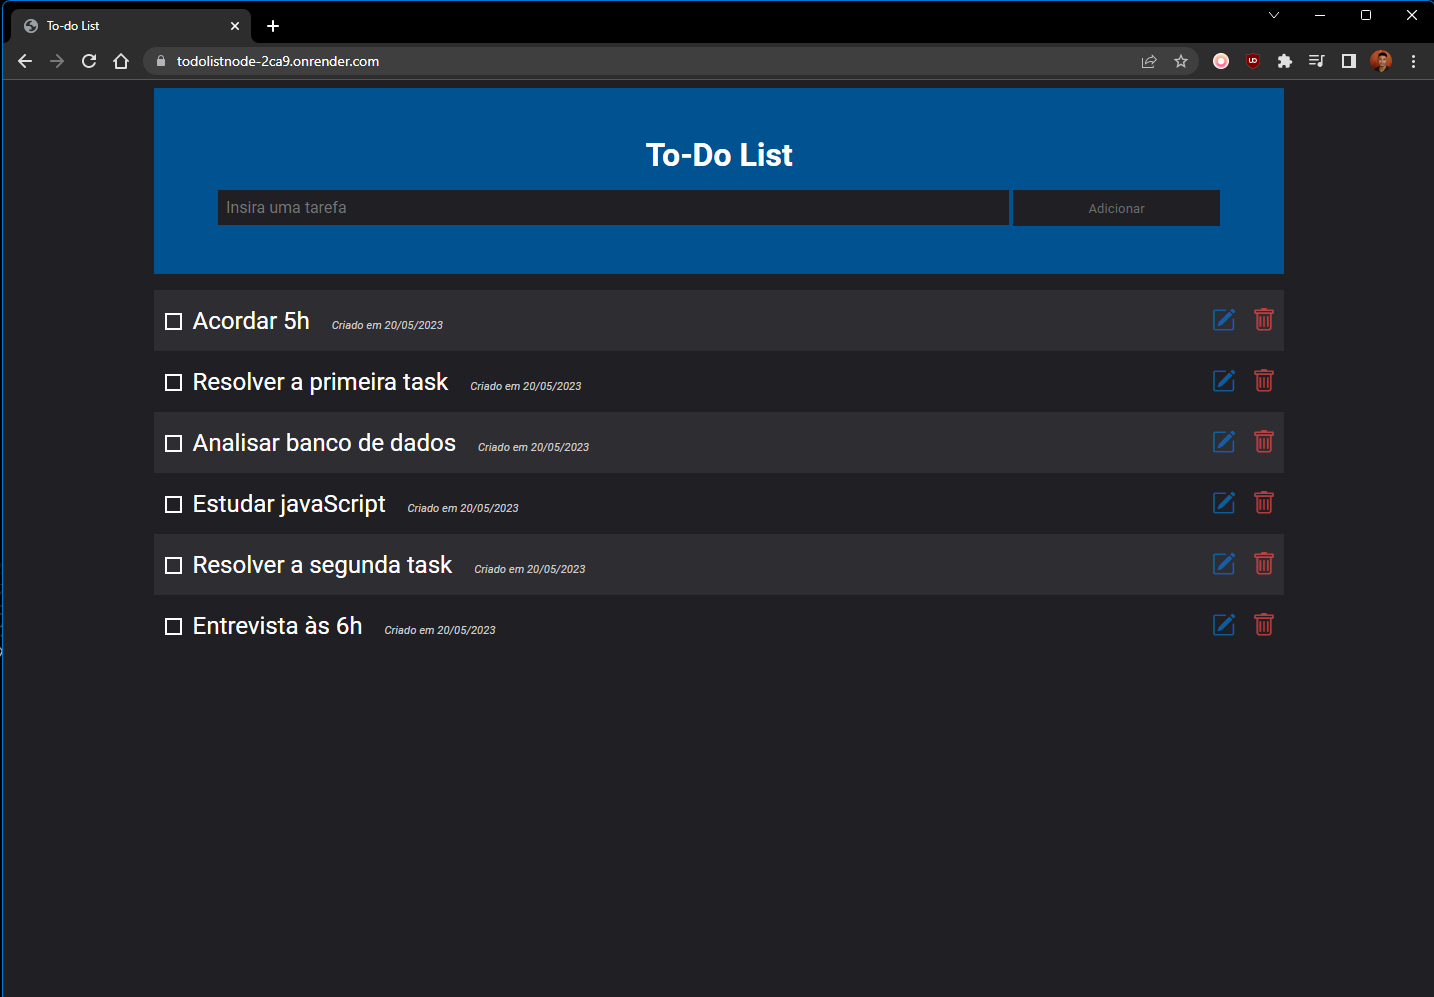 To-do List
todolistnode-2ca9.onrender.com
To-Do List
Insira uma tarefa
Adicionar
Acordar 5h Criado em 20/05/2023
Resolver a primeira task Criado em 20/05/2023
Analisar banco de dados Criado em 20/05/2023
Estudar javaScript Criado em 20/05/2023
Resolver a segunda task Criado em 20/05/2023
Entrevista às 6h Criado em 20/05/2023